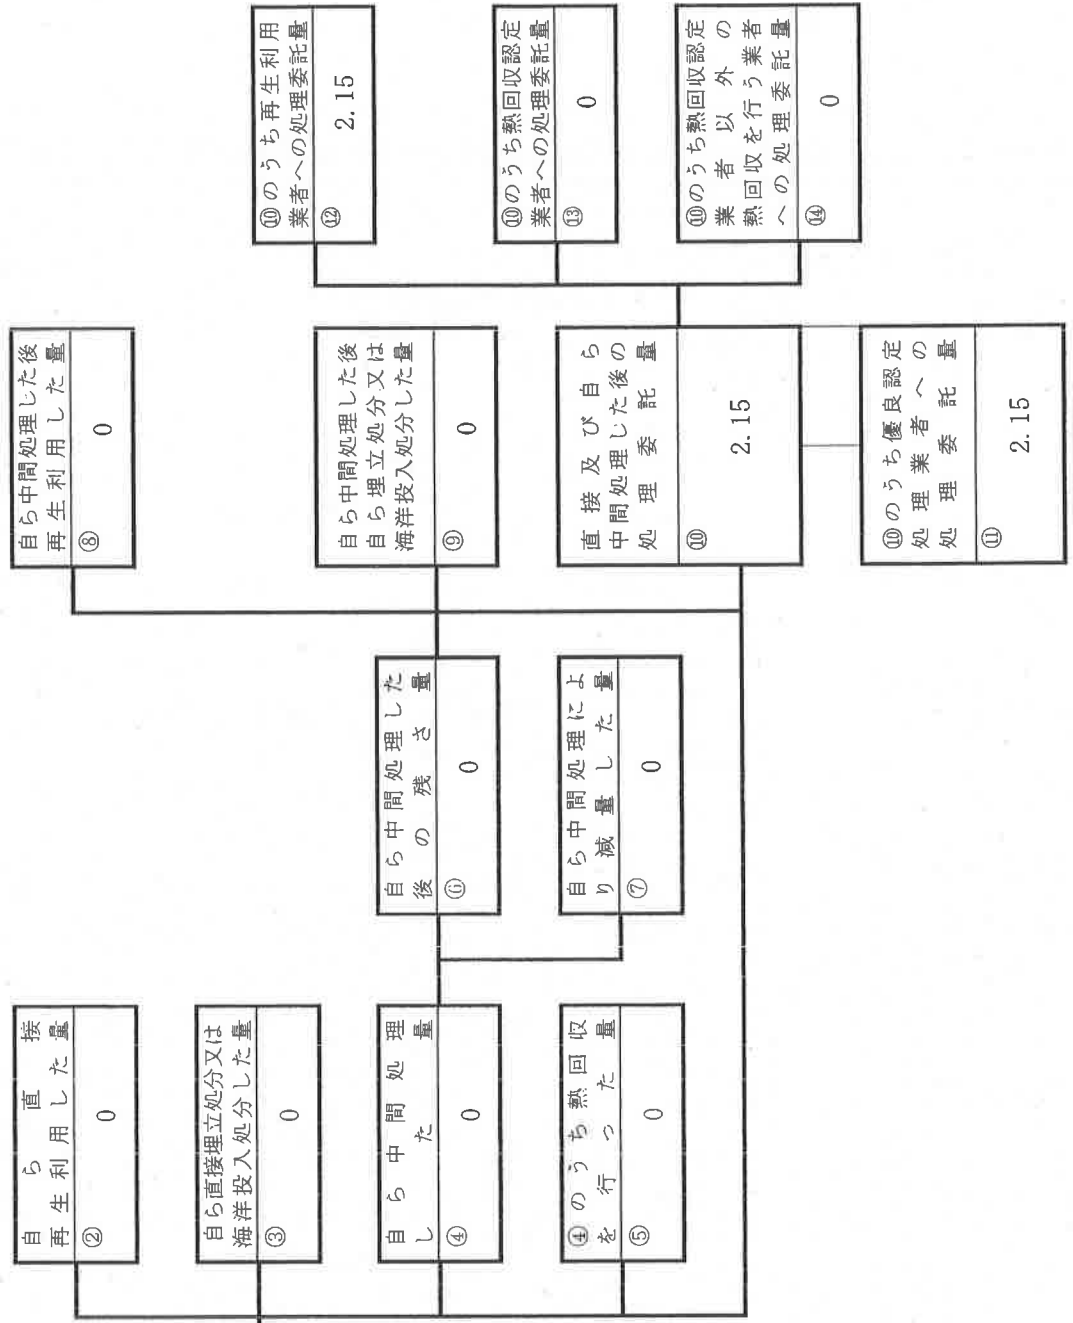 自ら直接
再生利用した量
②
0
自ら直接埋立処分又は
海洋投入処分した量
③
0
自ら中間処理
した量
④
0
④のうち熱回収
を行った量
⑤
0
自ら中間処理した
後の残さ量
⑥
0
自ら中間処理によ
り減量した量
⑦
0
自ら中間処理した後
再生利用した量
⑧
0
自ら中間処理した後
自ら埋立処分又は
海洋投入処分した量
⑨
0
直接及び自ら
中間処理した後の
処理委託量
⑩
2.15
⑩のうち優良認定
処理業者への
処理委託量
⑪
2.15
⑩のうち再生利用
業者への処理委託量
⑫
2.15
⑩のうち熱回収認定
業者への処理委託量
⑬
0
⑩のうち熱回収認定
業者以外の
熱回収を行う業者
への処理委託量
⑭
0